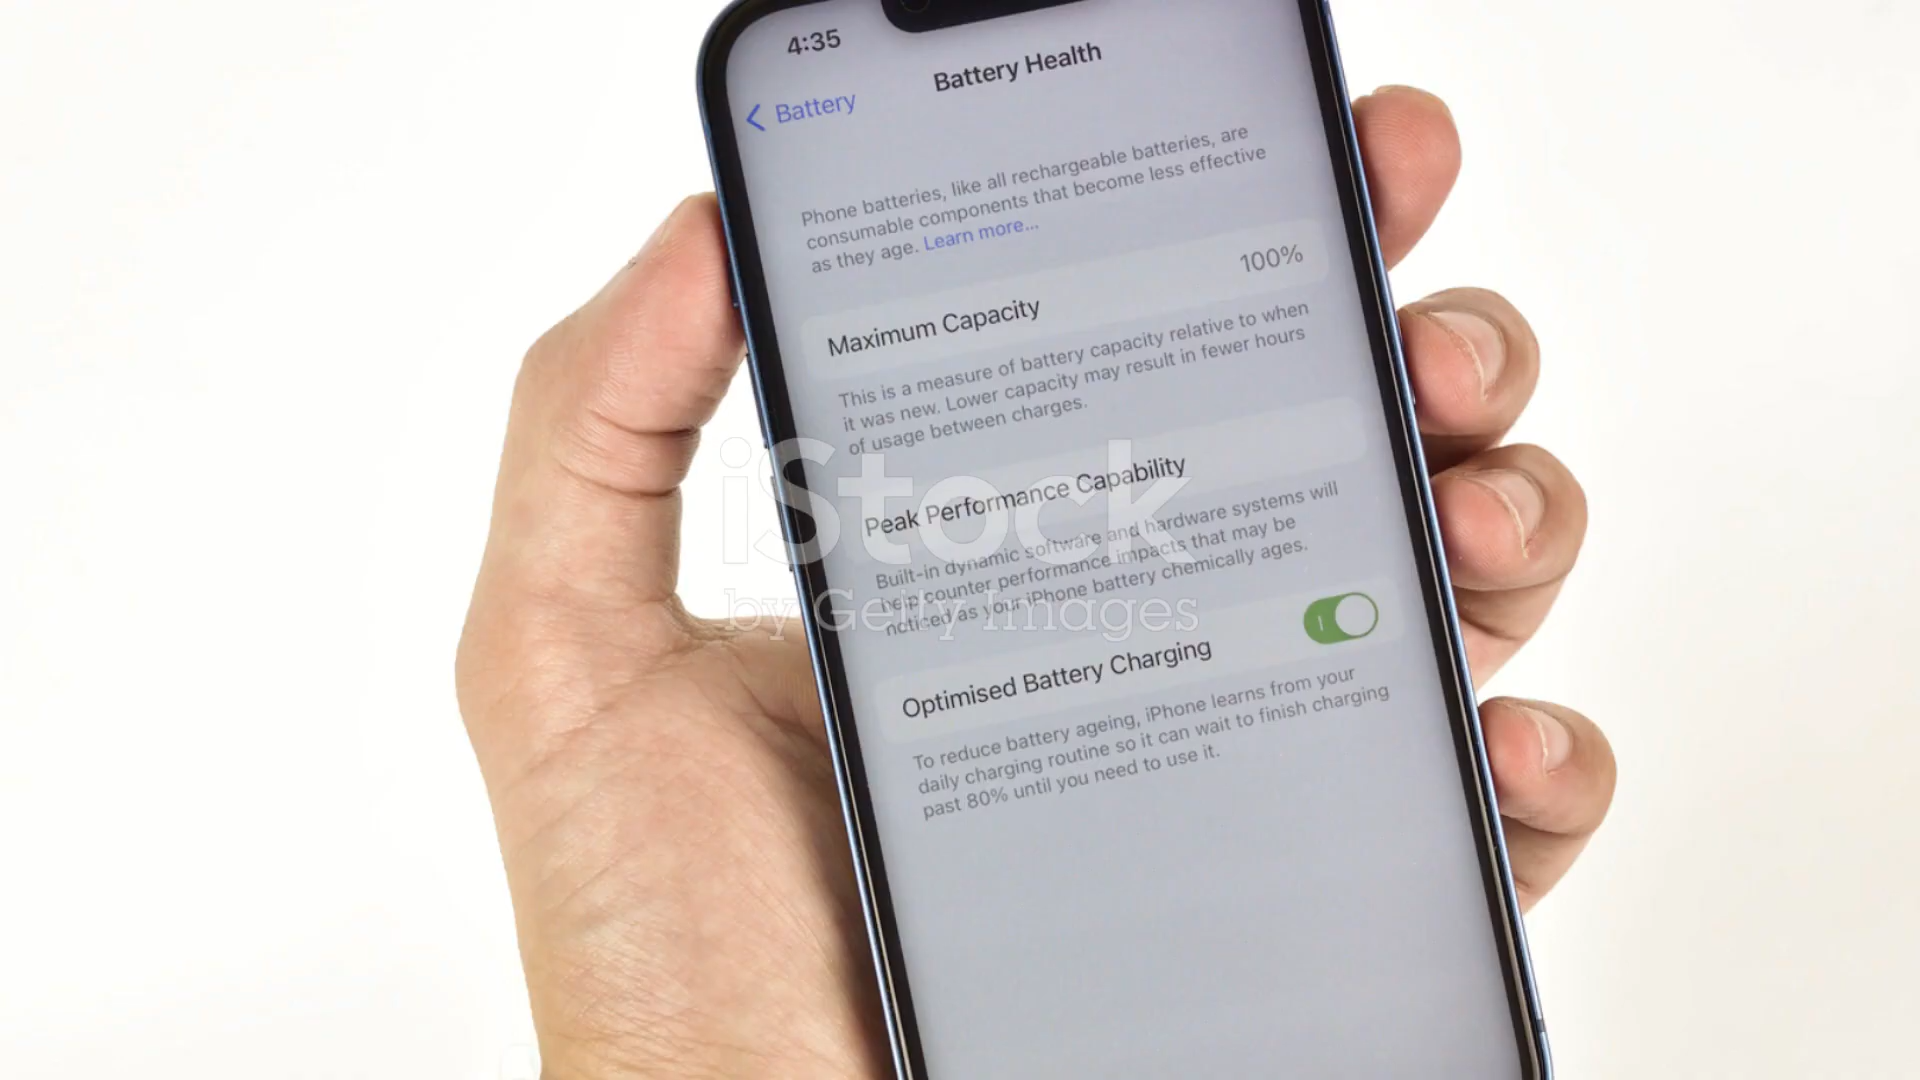 4:35
Battery Health
Battery
Phone batteries, like all rechargeable batteries, are
consumable components that become less effective
as they age. Learn more...
Maximum Capacity 100%
This is a measure of battery capacity relative to when
it was new. Lower capacity may result in fewer hours
of usage between charges.
Peak Performance Capability
Built-in dynamic software and hardware systems will
help counter performance impacts that may be
noticed as your iPhone battery chemically ages.
Optimised Battery Charging
To reduce battery ageing, iPhone learns from your
daily charging routine so it can wait to finish charging
past 80% until you need to use it.
iStock
by Getty Images